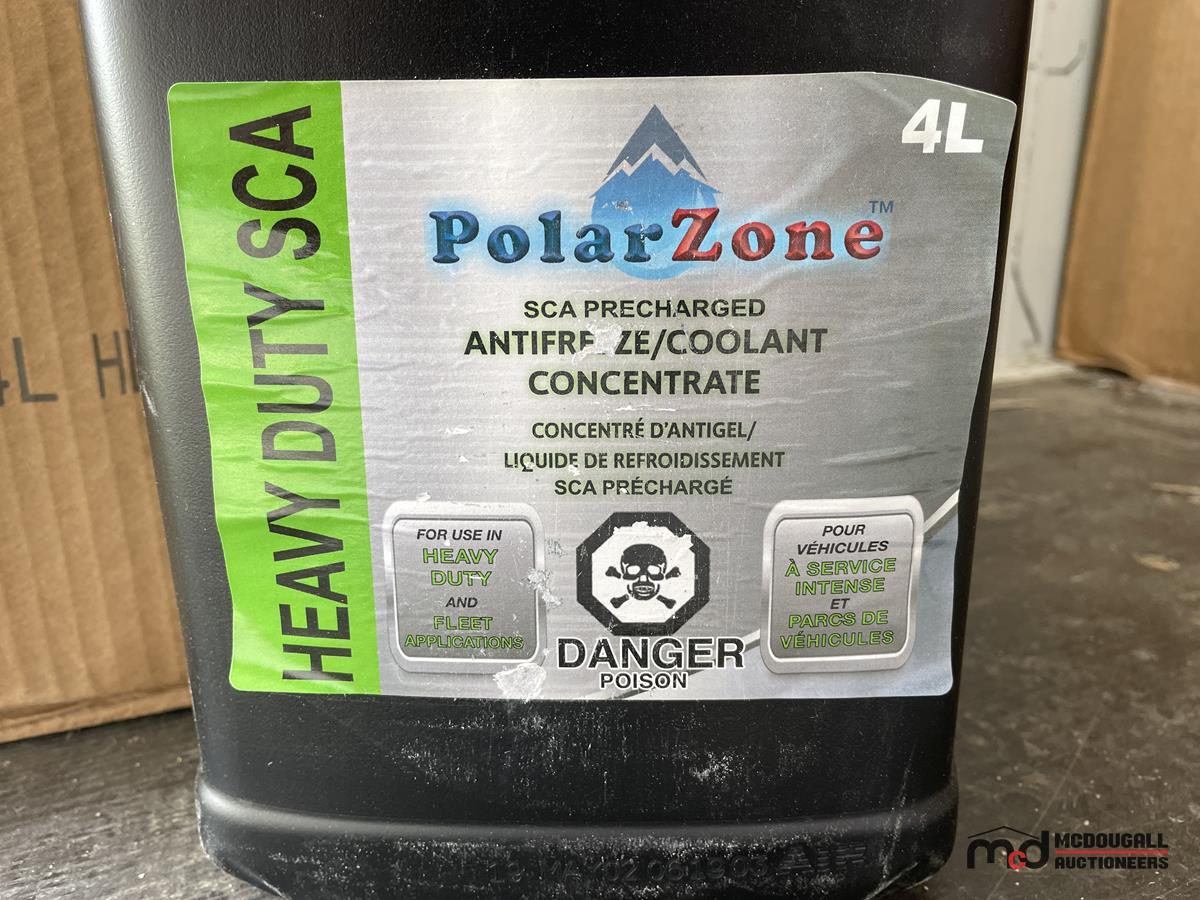 HEAVY DUTY SCA
4L
PolarZone™
SCA PRECHARGED
ANTIFRE ZE/COOLANT
CONCENTRATE
CONCENTRÉ D'ANTIGEL/
LIQUIDE DE REFROIDISSEMENT
SCA PRÉCHARGÉ
FOR USE IN
HEAVY
DUTY
AND
FLEET
APPLICATIONS
DANGER
POISON
POUR
VÉHICULES
À SERVICE
INTENSE
ET
PARCS DE
VÉHICULES
4L
mcd MCDOUGALL
AUCTIONEERS